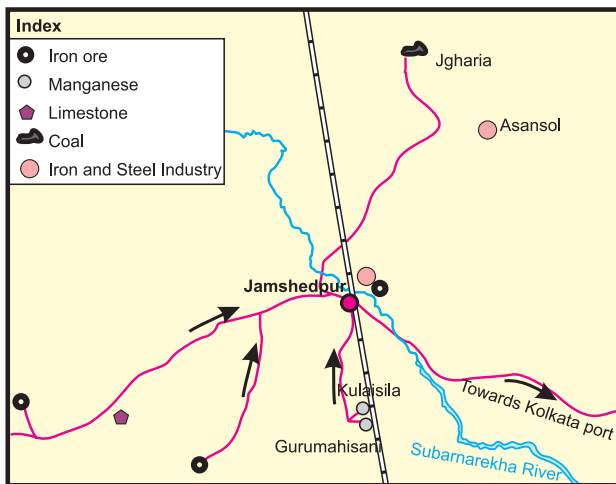 Index
Iron ore
Manganese
Limestone
Coal
Iron and Steel Industry
Jgharia
Asansol
Jamshedpur
Kulaisila
Gurumahisani
Towards Kolkata port
Subarnarekha River